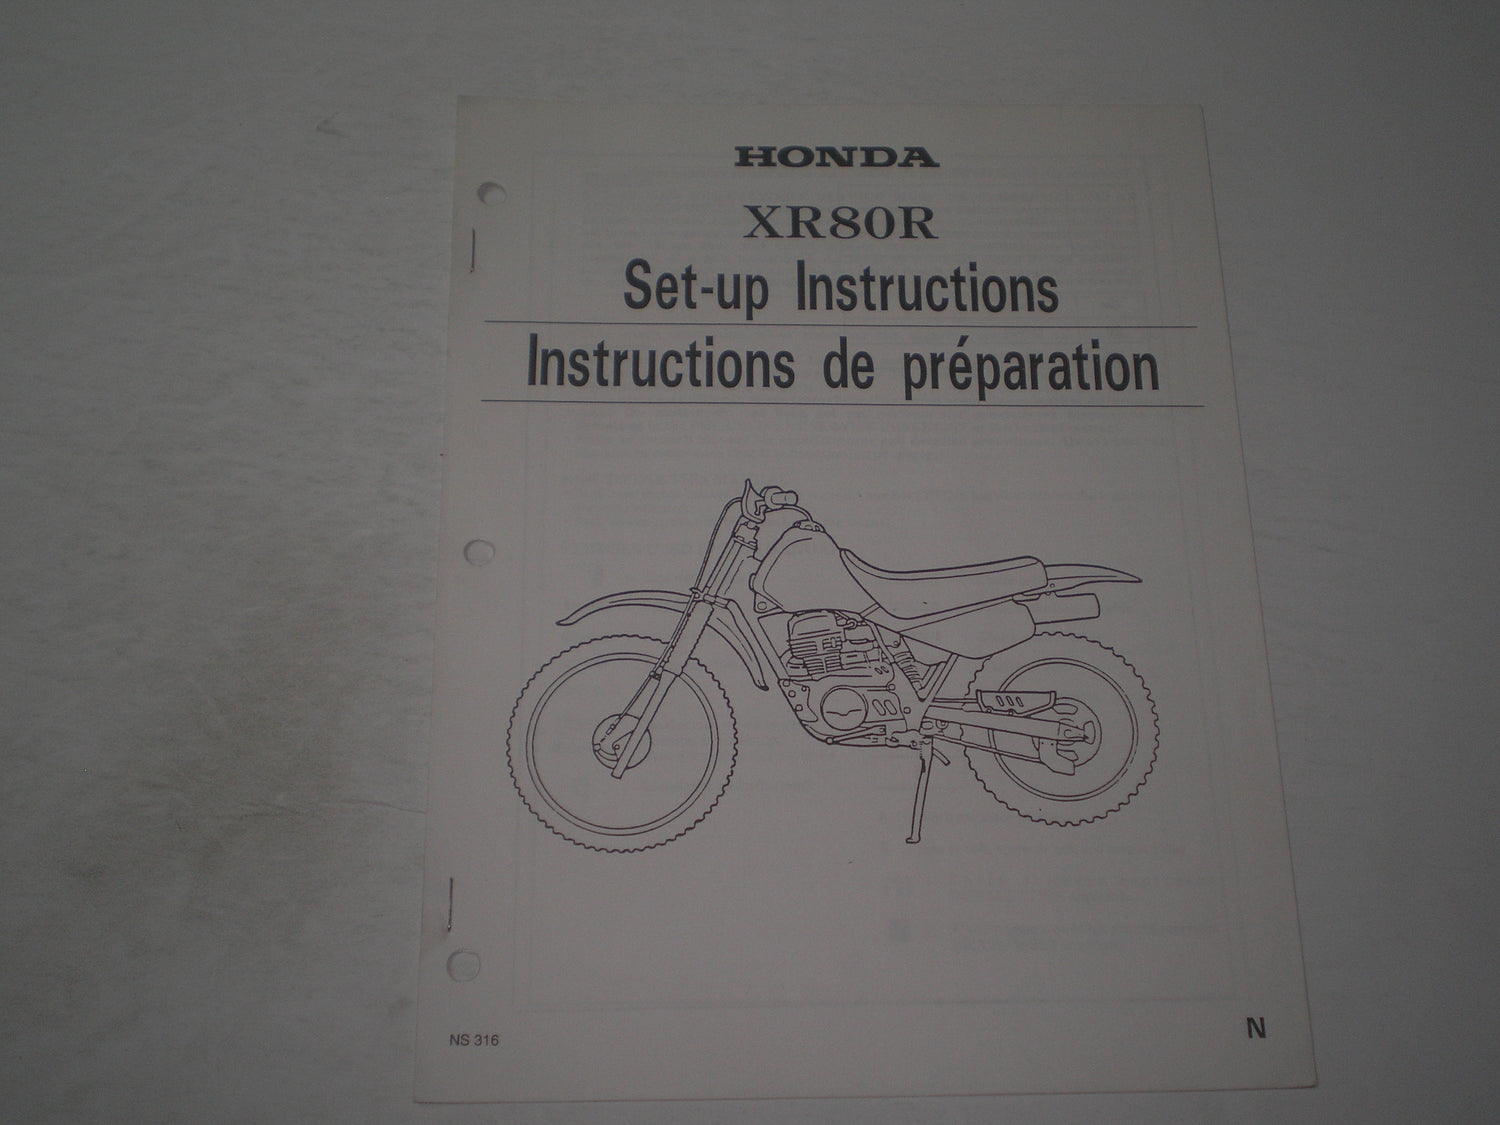 HONDA
XR80R
Set-up Instructions
Instructions de préparation
NS 316
N